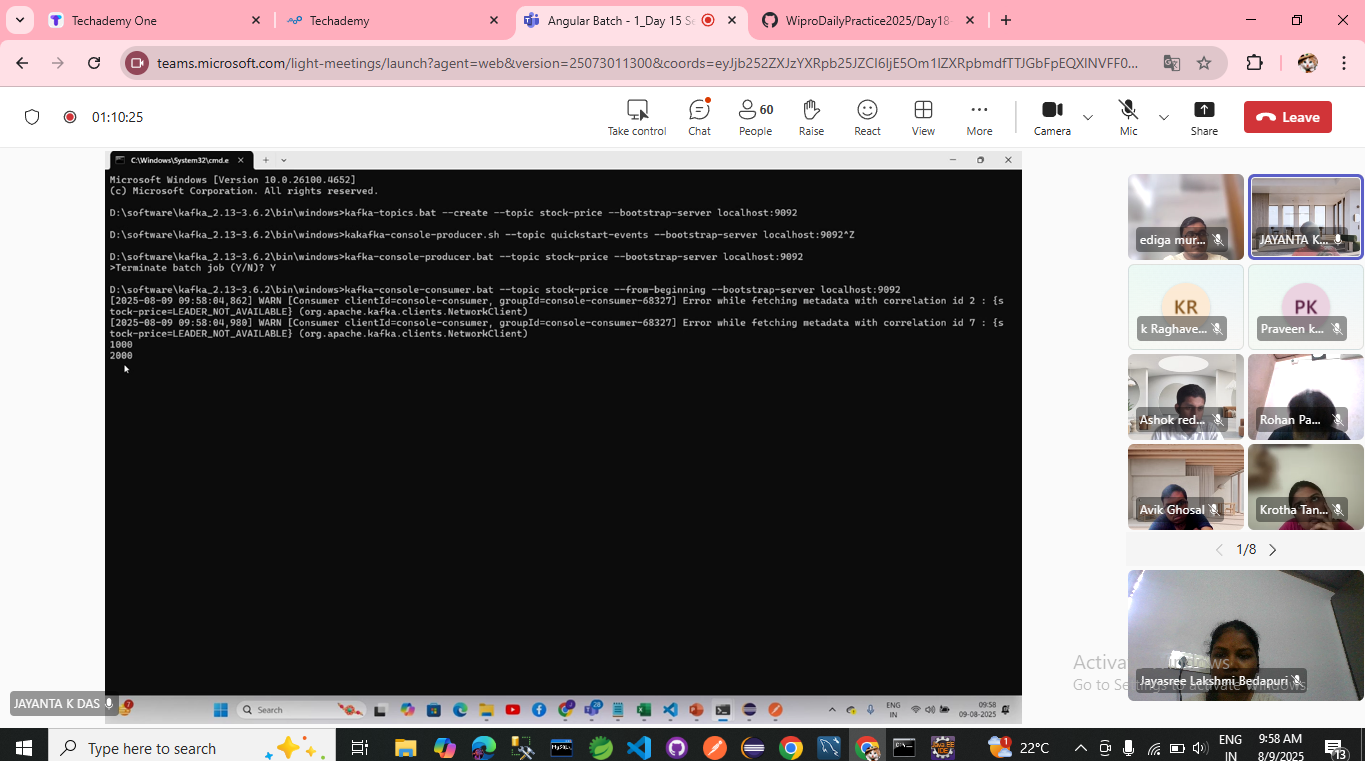 Techademy One
Techademy
Angular Batch - 1_Day 15 Se
WiproDailyPractice2025/Day18-
teams.microsoft.com/light-meetings/launch?agent=web&version=25073011300&coords=eyJjb252ZXJzYXRpb25JZCI6IjE5Om1lZXRpbmdfTTJGbFpEQXlNVFF0...
01:10:25
Take control
Chat
60
People
Raise
React
View
More
Camera
Mic
Share
Leave
C:\Windows\System32\cmd.e
Microsoft Windows [Version 10.0.26100.4652]
(c) Microsoft Corporation. All rights reserved.
D:\software\kafka_2.13-3.6.2\bin\windows>kafka-topics.bat --create --topic stock-price --bootstrap-server localhost:9092
D:\software\kafka_2.13-3.6.2\bin\windows>kakafka-console-producer.sh --topic quickstart-events --bootstrap-server localhost:9092^Z
D:\software\kafka_2.13-3.6.2\bin\windows>kafka-console-producer.bat --topic stock-price --bootstrap-server localhost:9092
>Terminate batch job (Y/N)? Y
D:\software\kafka_2.13-3.6.2\bin\windows>kafka-console-consumer.bat --topic stock-price --from-beginning --bootstrap-server localhost:9092
[2025-08-09 09:58:04,862] WARN [Consumer clientId=console-consumer, groupId=console-consumer-68327] Error while fetching metadata with correlation id 2 : {s
tock-price=LEADER_NOT_AVAILABLE} (org.apache.kafka.clients.NetworkClient)
[2025-08-09 09:58:04,980] WARN [Consumer clientId=console-consumer, groupId=console-consumer-68327] Error while fetching metadata with correlation id 7 : {s
tock-price=LEADER_NOT_AVAILABLE} (org.apache.kafka.clients.NetworkClient)
1000
2000
ediga mur...
JAYANTA K...
KR
k Raghave...
PK
Praveen k...
Ashok red...
Rohan Pa...
Avik Ghosal
Krotha Tan...
1/8
Jayasree Lakshmi Bedapuri
Go to Settings to activate Windows.
JAYANTA K DAS
Search
28
ENG
IN
09:58
09-08-2025
Type here to search
22°C
ENG
IN
9:58 AM
8/9/2025
13